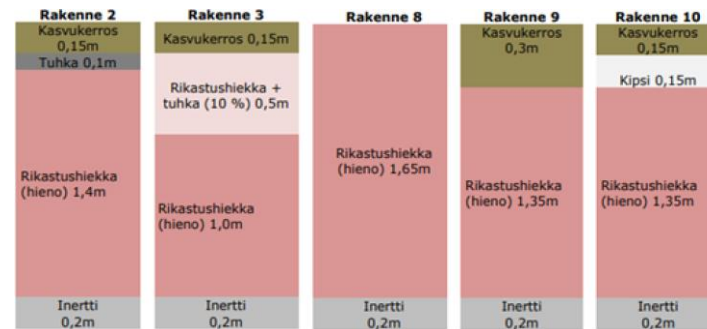 Rakenne 2
Kasvukerros
0,15m
Tuhka 0,1m
Rikastushiekka
(hieno) 1,4m
Inertti
0,2m
Rakenne 3
Kasvukerros 0,15m
Rikastushiekka +
tuhka (10 %) 0,5m
Rikastushiekka
(hieno) 1,0m
Inertti
0,2m
Rakenne 8
Rikastushiekka
(hieno) 1,65m
Inertti
0,2m
Rakenne 9
Kasvukerros
0,3m
Rikastushiekka
(hieno) 1,35m
Inertti
0,2m
Rakenne 10
Kasvukerros
0,15m
Kipsi 0,15m
Rikastushiekka
(hieno) 1,35m
Inertti
0,2m